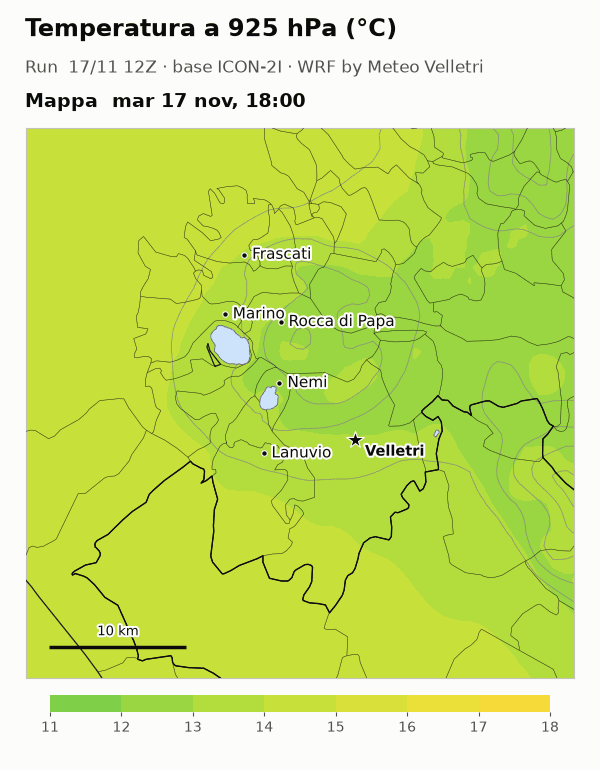 Temperatura a 925 hPa (°C)
Run  17/11 12Z · base ICON-2I · WRF by Meteo Velletri
Mappa  mar 17 nov, 18:00
Frascati
Marino
Rocca di Papa
Nemi
Velletri
Lanuvio
10 km
11 12 13 14 15 16 17 18